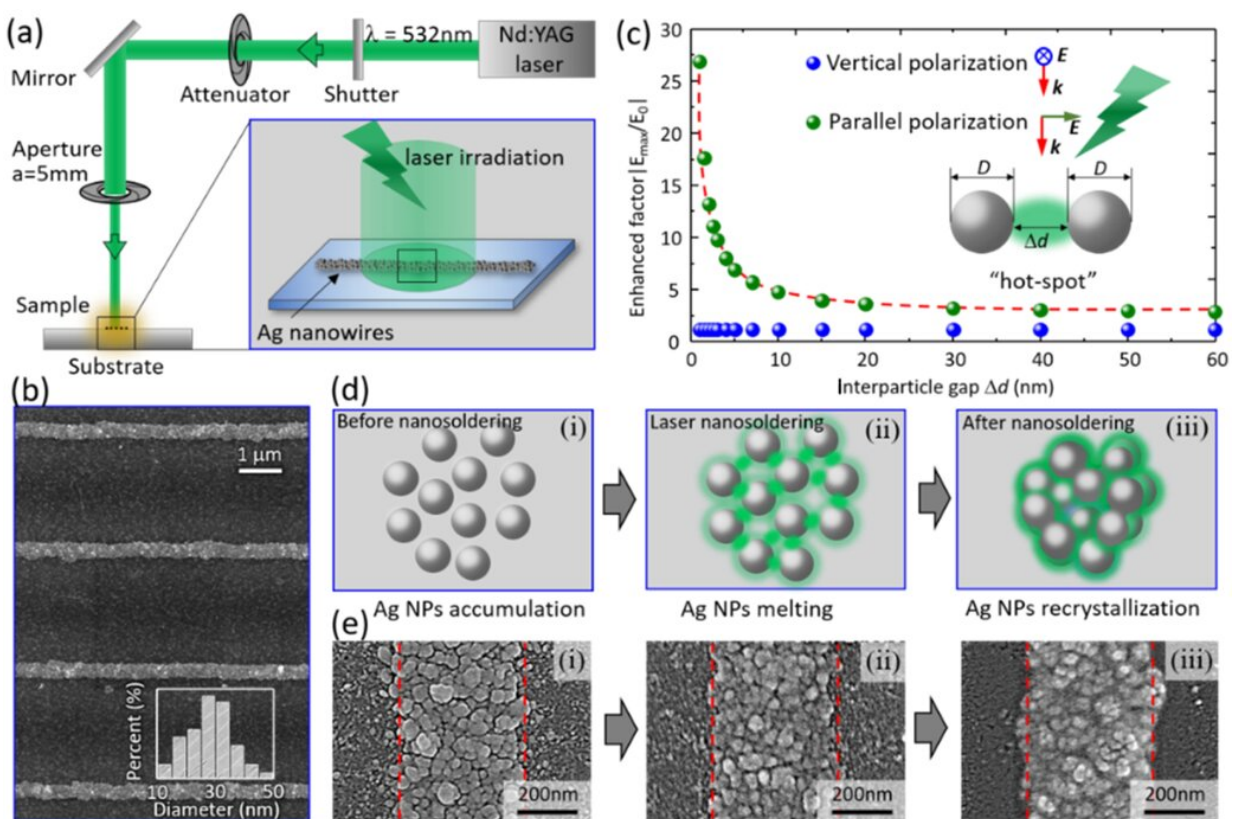 (a)
λ = 532nm
Nd:YAG
laser
Mirror
Attenuator
Shutter
Aperture
a=5mm
laser irradiation
Sample
Ag nanowires
Substrate
(c)
Enhanced factor |E_max/E_0|
30
25
20
15
10
5
0
Vertical polarization
E
k
Parallel polarization
E
k
D
D
Δd
"hot-spot"
0
10
20
30
40
50
60
Interparticle gap Δd (nm)
(b)
1 μm
Percent (%)
10
30
50
Diameter (nm)
(d)
Before nanosoldering
(i)
Laser nanosoldering
(ii)
After nanosoldering
(iii)
Ag NPs accumulation
Ag NPs melting
Ag NPs recrystallization
(e)
(i)
200nm
(ii)
200nm
(iii)
200nm